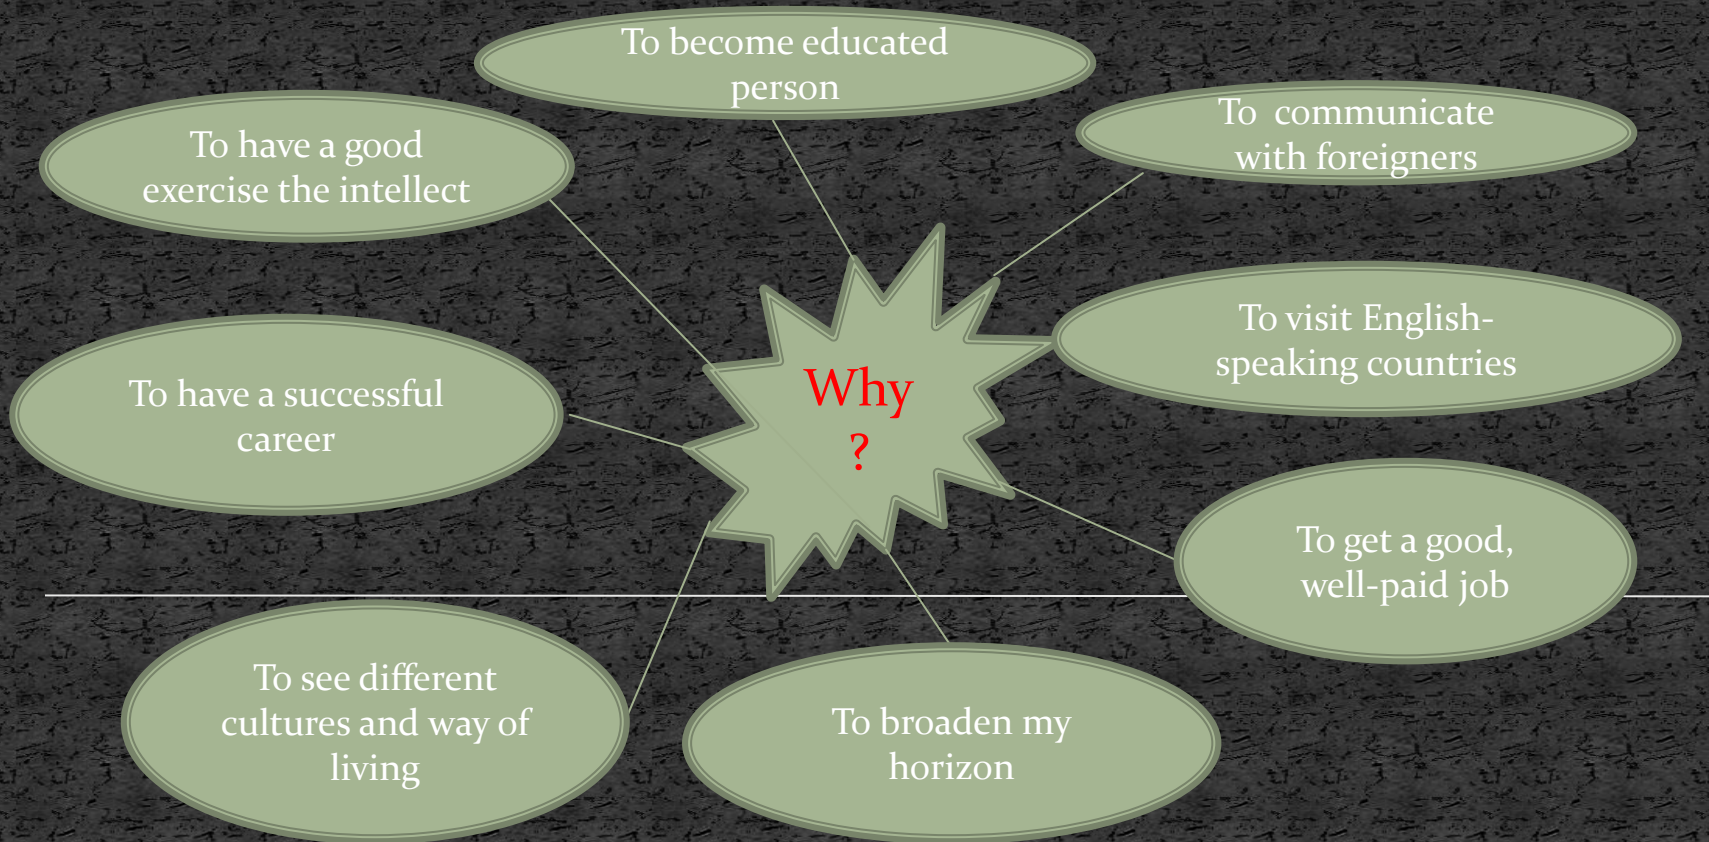 To become educated
person
To communicate
with foreigners
To have a good
exercise the intellect
To visit English-
speaking countries
Why
?
To have a successful
career
To get a good,
well-paid job
To see different
cultures and way of
living
To broaden my
horizon